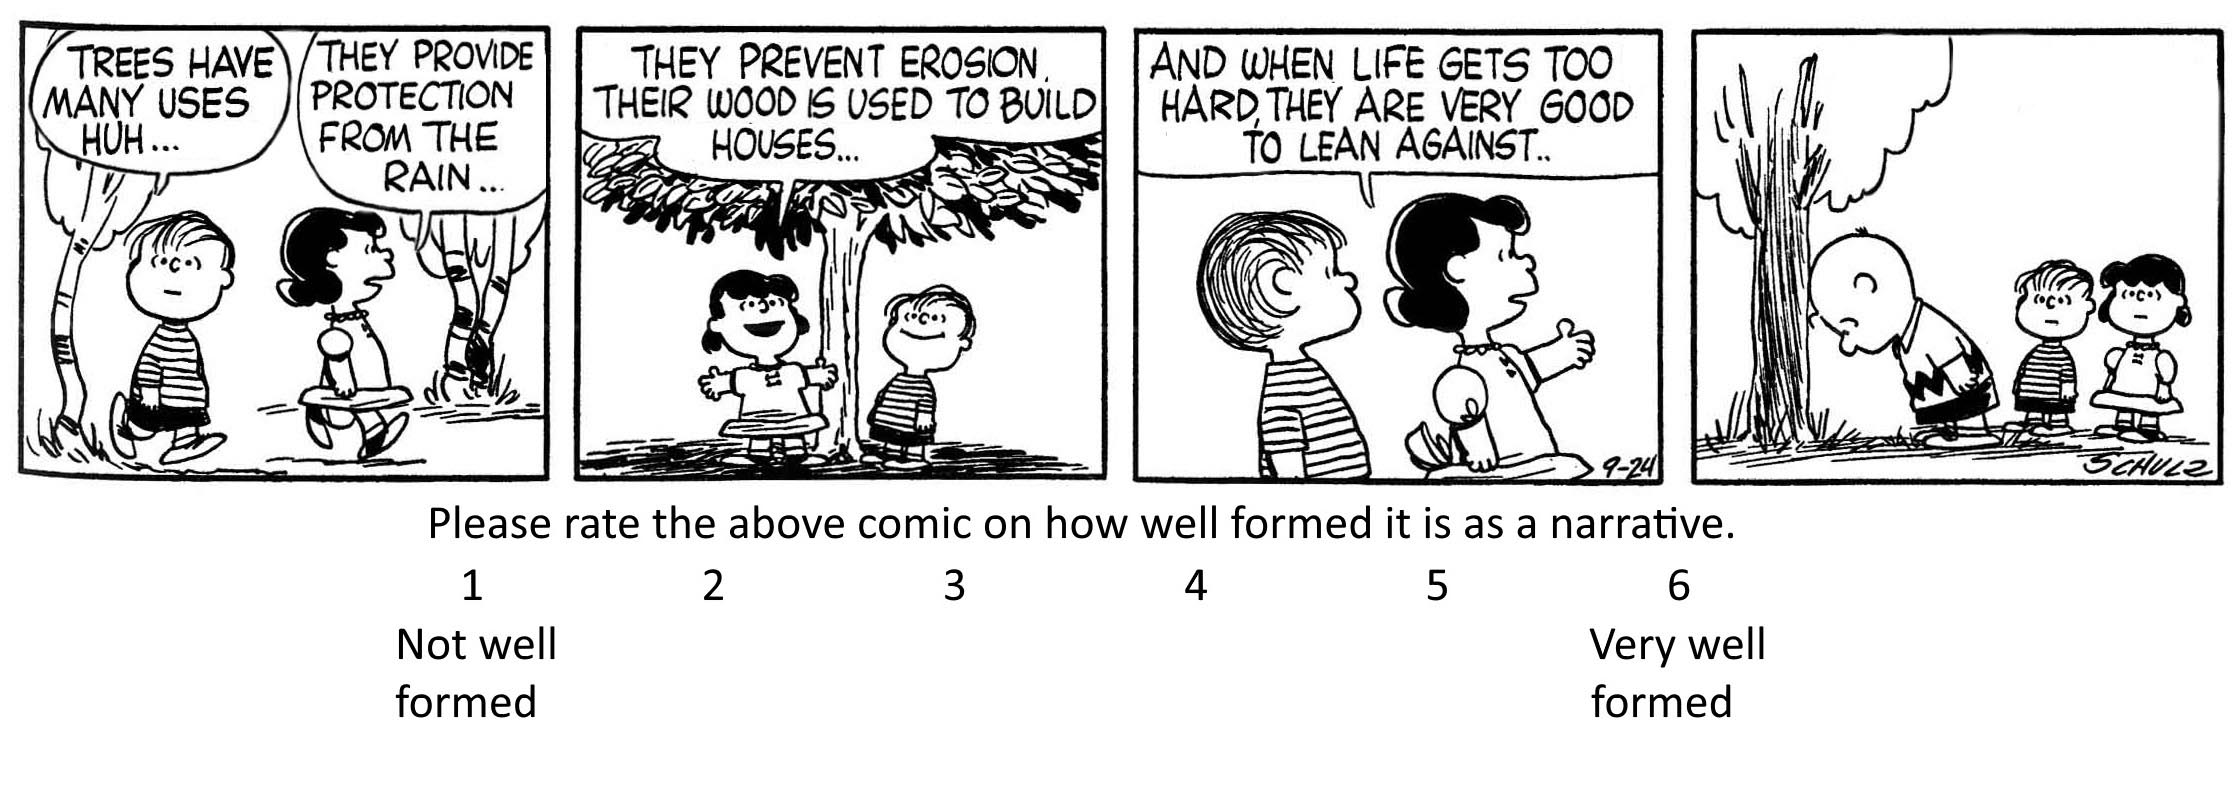 TREES HAVE
MANY USES
HUH...
THEY PROVIDE
PROTECTION
FROM THE
RAIN...
THEY PREVENT EROSION.
THEIR WOOD IS USED TO BUILD
HOUSES...
AND WHEN LIFE GETS TOO
HARD, THEY ARE VERY GOOD
TO LEAN AGAINST..
9-24
SCHULZ
Please rate the above comic on how well formed it is as a narrative.
1 2 3 4 5 6
Not well
formed
Very well
formed